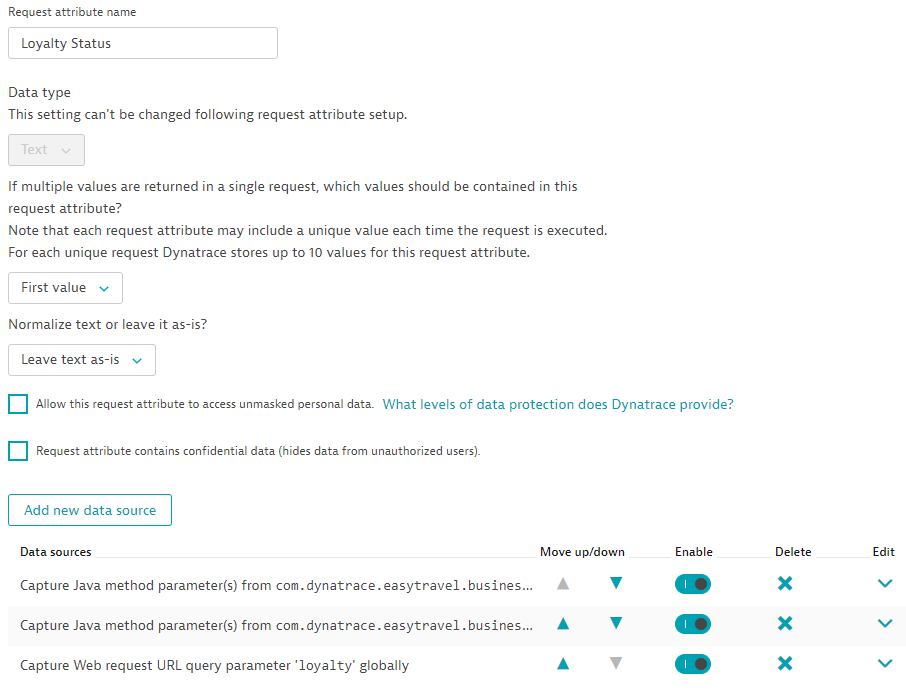 Request attribute name
Loyalty Status
Data type
This setting can't be changed following request attribute setup.
Text
If multiple values are returned in a single request, which values should be contained in this
request attribute?
Note that each request attribute may include a unique value each time the request is executed.
For each unique request Dynatrace stores up to 10 values for this request attribute.
First value
Normalize text or leave it as-is?
Leave text as-is
Allow this request attribute to access unmasked personal data. What levels of data protection does Dynatrace provide?
Request attribute contains confidential data (hides data from unauthorized users).
Add new data source
Data sources Move up/down Enable Delete Edit
Capture Java method parameter(s) from com.dynatrace.easytravel.busines...
Capture Java method parameter(s) from com.dynatrace.easytravel.busines...
Capture Web request URL query parameter 'loyalty' globally